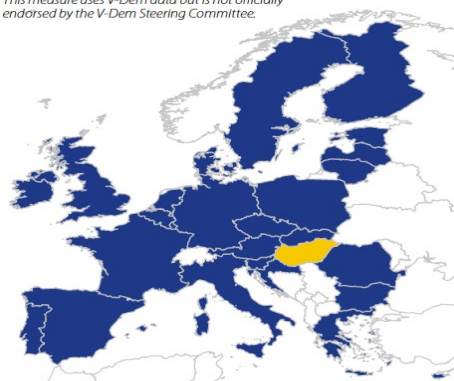 This measure uses V-Dem data but is not officially
endorsed by the V-Dem Steering Committee.